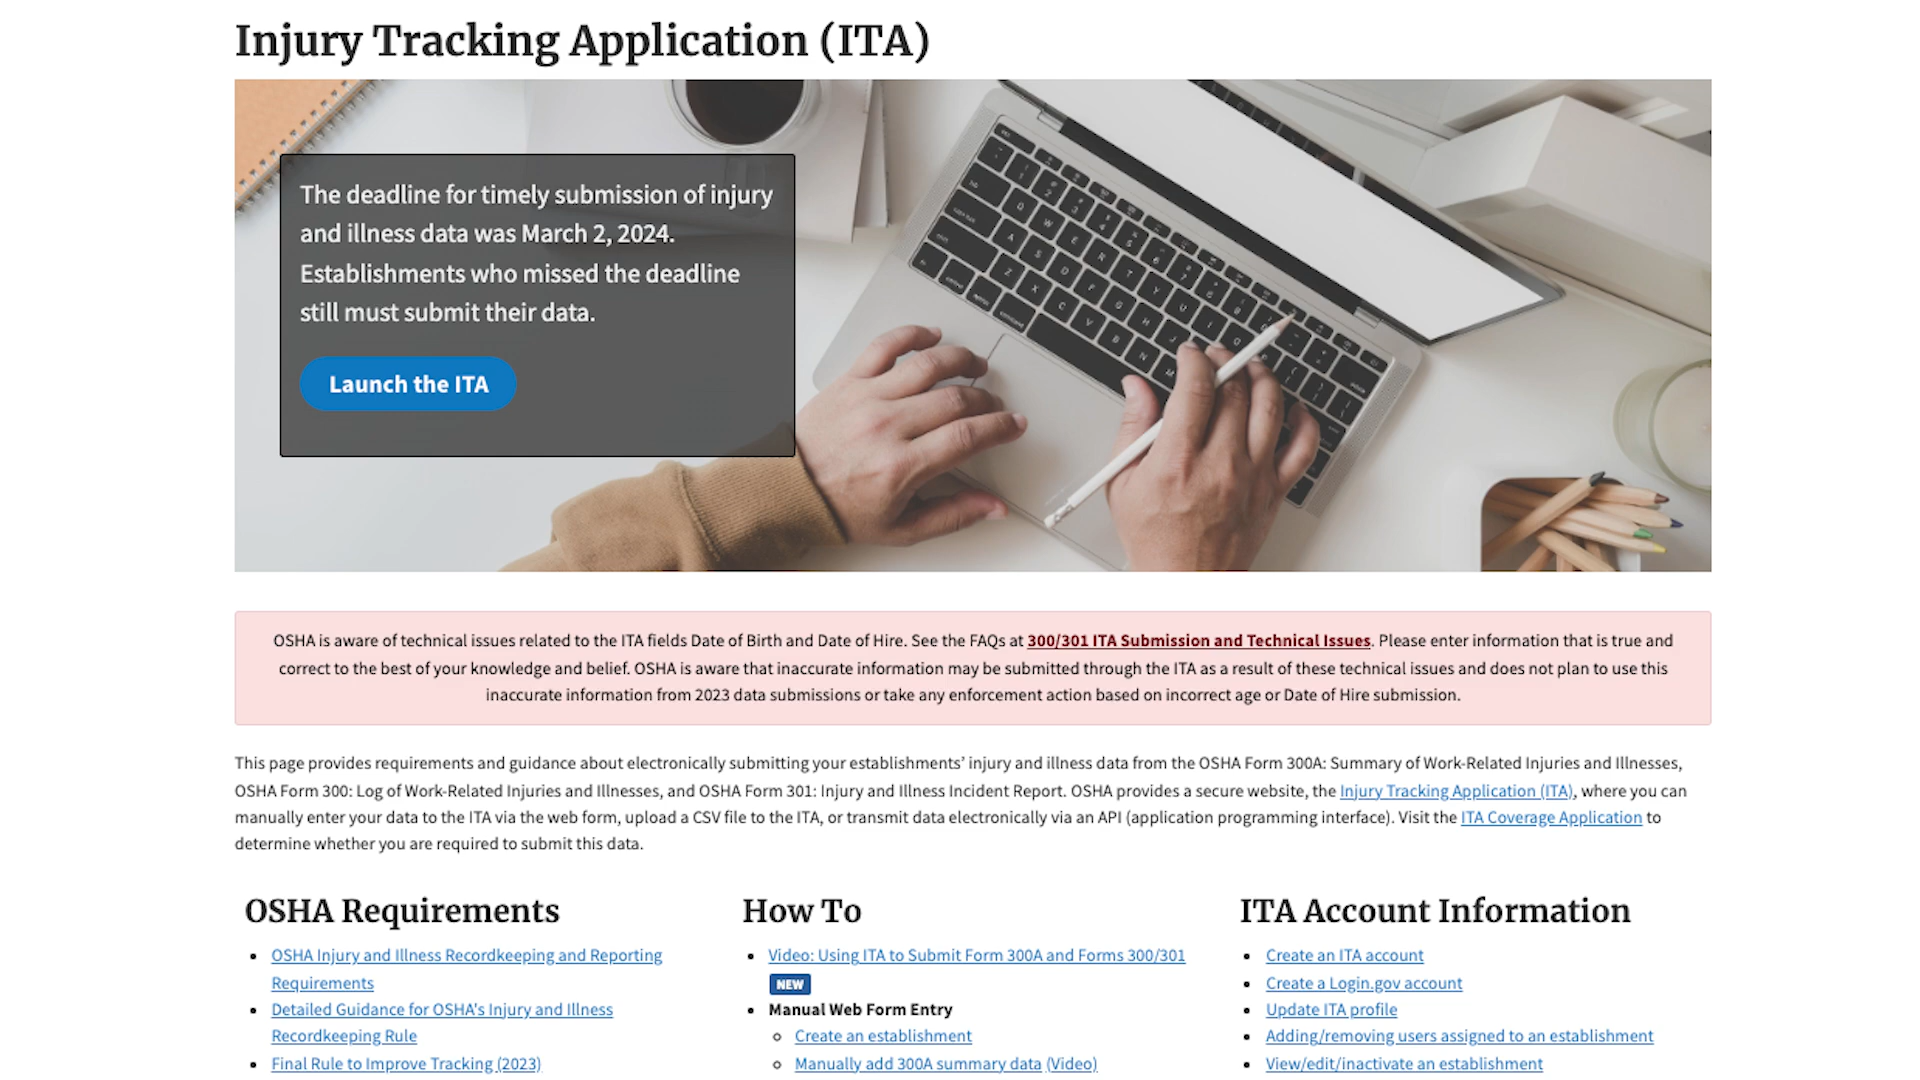 Injury Tracking Application (ITA)
The deadline for timely submission of injury
and illness data was March 2, 2024.
Establishments who missed the deadline
still must submit their data.
Launch the ITA
OSHA is aware of technical issues related to the ITA fields Date of Birth and Date of Hire. See the FAQs at 300/301 ITA Submission and Technical Issues. Please enter information that is true and
correct to the best of your knowledge and belief. OSHA is aware that inaccurate information may be submitted through the ITA as a result of these technical issues and does not plan to use this
inaccurate information from 2023 data submissions or take any enforcement action based on incorrect age or Date of Hire submission.
This page provides requirements and guidance about electronically submitting your establishments’ injury and illness data from the OSHA Form 300A: Summary of Work-Related Injuries and Illnesses,
OSHA Form 300: Log of Work-Related Injuries and Illnesses, and OSHA Form 301: Injury and Illness Incident Report. OSHA provides a secure website, the Injury Tracking Application (ITA), where you can
manually enter your data to the ITA via the web form, upload a CSV file to the ITA, or transmit data electronically via an API (application programming interface). Visit the ITA Coverage Application to
determine whether you are required to submit this data.
OSHA Requirements
OSHA Injury and Illness Recordkeeping and Reporting
Requirements
Detailed Guidance for OSHA's Injury and Illness
Recordkeeping Rule
Final Rule to Improve Tracking (2023)
How To
Video: Using ITA to Submit Form 300A and Forms 300/301
NEW
Manual Web Form Entry
Create an establishment
Manually add 300A summary data (Video)
ITA Account Information
Create an ITA account
Create a Login.gov account
Update ITA profile
Adding/removing users assigned to an establishment
View/edit/inactivate an establishment